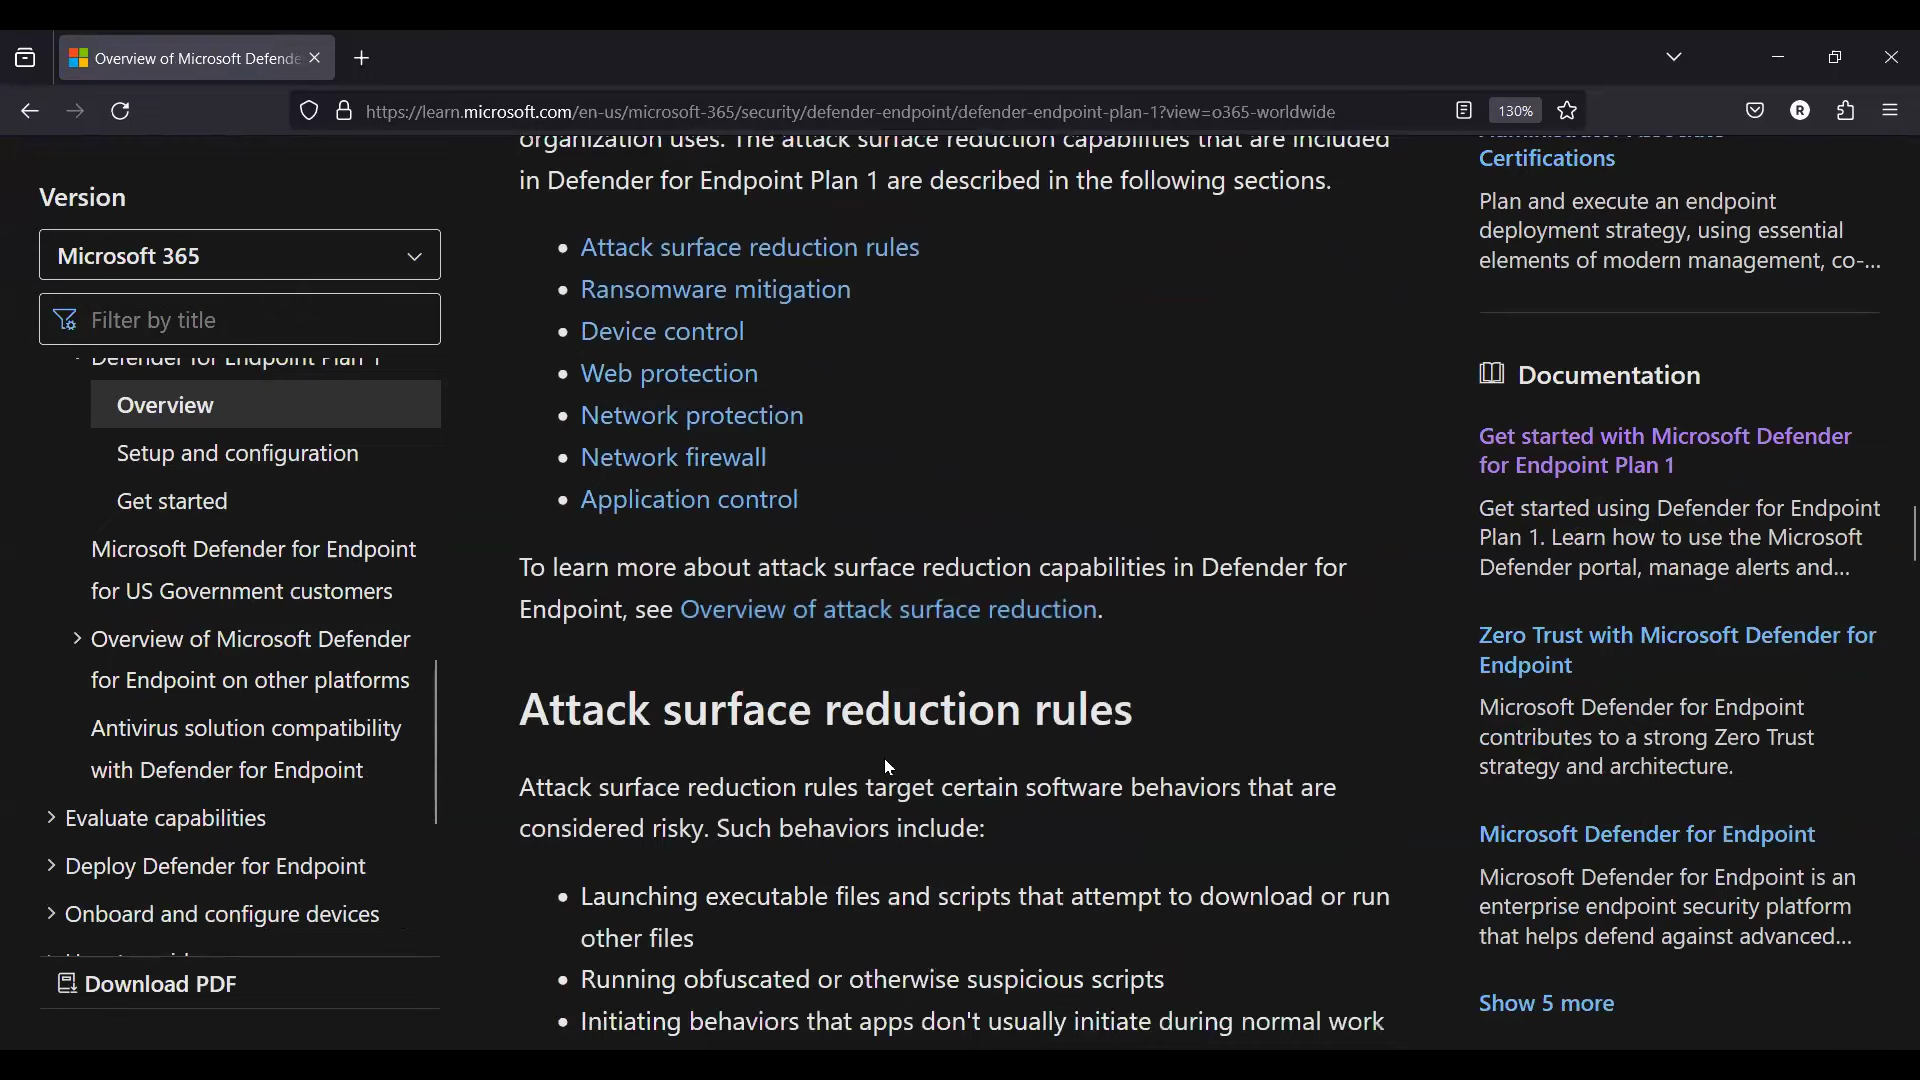 Overview of Microsoft Defende
https://learn.microsoft.com/en-us/microsoft-365/security/defender-endpoint/defender-endpoint-plan-1?view=o365-worldwide
130%
R
Version
Microsoft 365
Filter by title
Defender for Endpoint Plan 1
Overview
Setup and configuration
Get started
Microsoft Defender for Endpoint
for US Government customers
Overview of Microsoft Defender
for Endpoint on other platforms
Antivirus solution compatibility
with Defender for Endpoint
Evaluate capabilities
Deploy Defender for Endpoint
Onboard and configure devices
Download PDF
organization uses. The attack surface reduction capabilities that are included
in Defender for Endpoint Plan 1 are described in the following sections.
Attack surface reduction rules
Ransomware mitigation
Device control
Web protection
Network protection
Network firewall
Application control
To learn more about attack surface reduction capabilities in Defender for
Endpoint, see Overview of attack surface reduction.
Attack surface reduction rules
Attack surface reduction rules target certain software behaviors that are
considered risky. Such behaviors include:
Launching executable files and scripts that attempt to download or run
other files
Running obfuscated or otherwise suspicious scripts
Initiating behaviors that apps don't usually initiate during normal work
Certifications
Plan and execute an endpoint
deployment strategy, using essential
elements of modern management, co-...
Documentation
Get started with Microsoft Defender
for Endpoint Plan 1
Get started using Defender for Endpoint
Plan 1. Learn how to use the Microsoft
Defender portal, manage alerts and...
Zero Trust with Microsoft Defender for
Endpoint
Microsoft Defender for Endpoint
contributes to a strong Zero Trust
strategy and architecture.
Microsoft Defender for Endpoint
Microsoft Defender for Endpoint is an
enterprise endpoint security platform
that helps defend against advanced...
Show 5 more